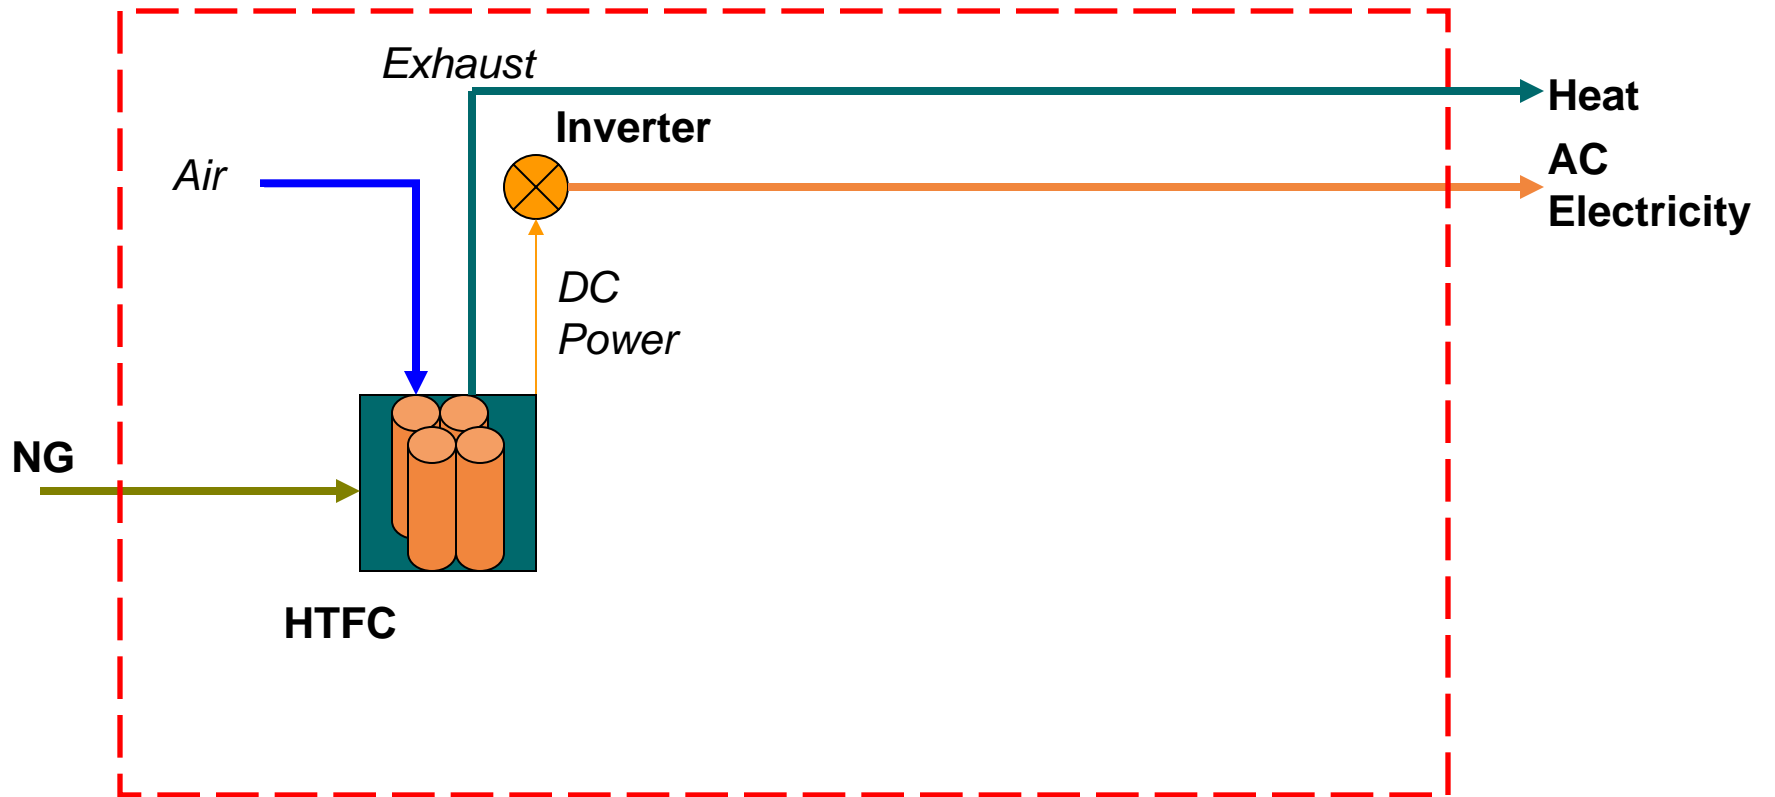 Exhaust
Heat
Inverter
AC
Electricity
Air
DC
Power
NG
HTFC